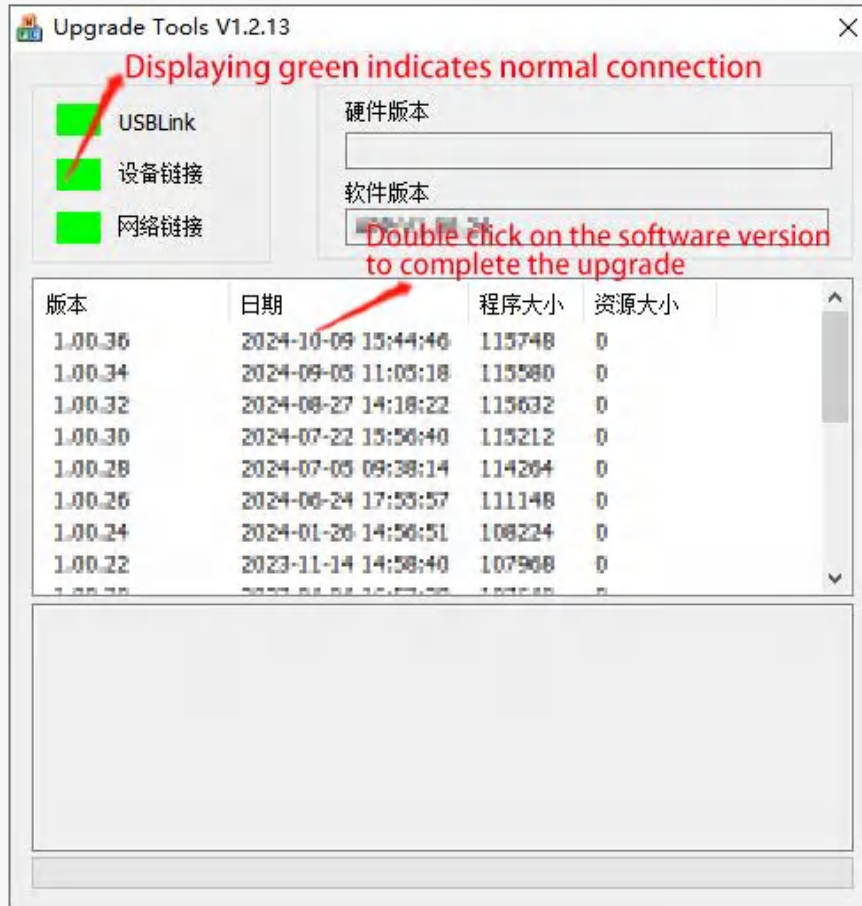 Upgrade Tools V1.2.13
Displaying green indicates normal connection
USBLink
设备链接
网络链接
硬件版本
软件版本
Double click on the software version
to complete the upgrade
版本 日期 程序大小 资源大小
1.00.36 2024-10-09 15:44:46 115748 0
1.00.34 2024-09-05 11:05:18 115580 0
1.00.32 2024-08-27 14:18:22 115632 0
1.00.30 2024-07-22 15:56:40 115212 0
1.00.28 2024-07-05 09:38:14 114264 0
1.00.26 2024-06-24 17:55:57 111148 0
1.00.24 2024-01-26 14:56:51 108224 0
1.00.22 2023-11-14 14:58:40 107968 0